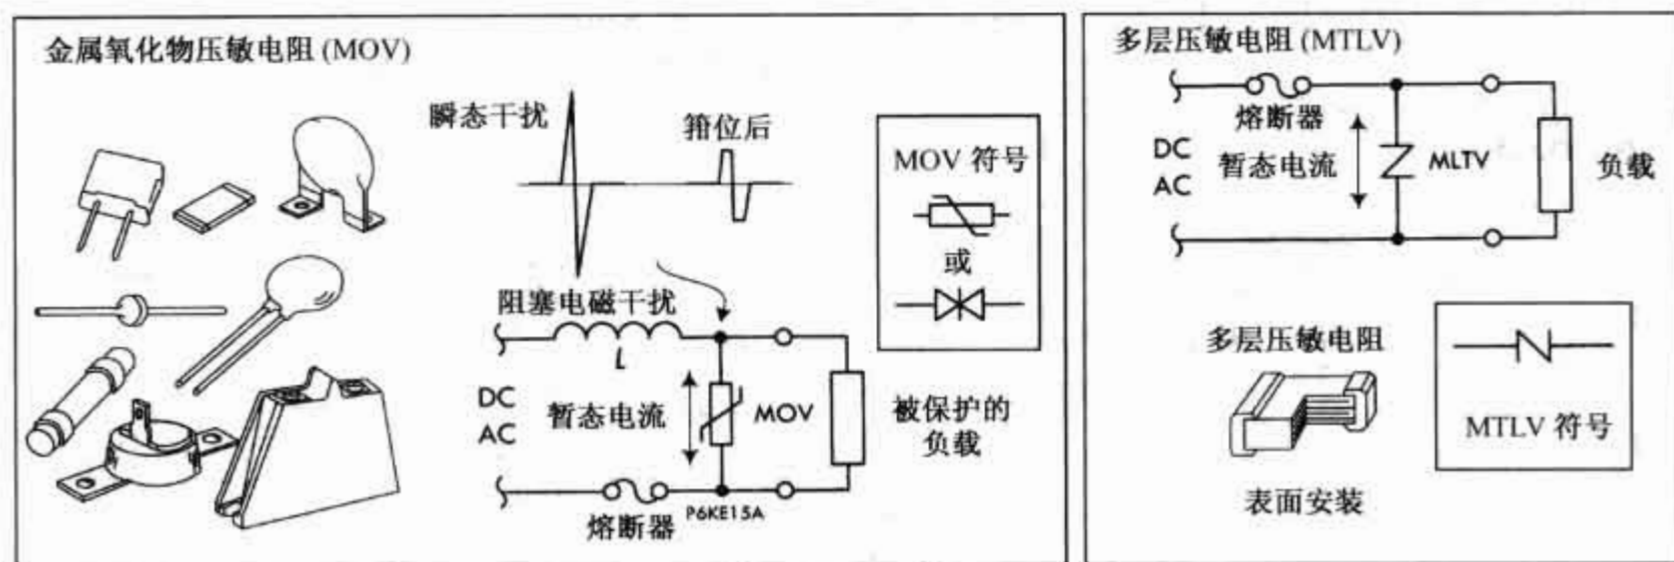 金属氧化物压敏电阻(MOV)
瞬态干扰
箝位后
MOV 符号
或
阻塞电磁干扰
L
DC
AC
暂态电流
MOV
被保护的
负载
熔断器
P6KE15A
多层压敏电阻(MTLV)
熔断器
DC
AC
暂态电流
MLTV
负载
多层压敏电阻
表面安装
MTLV 符号